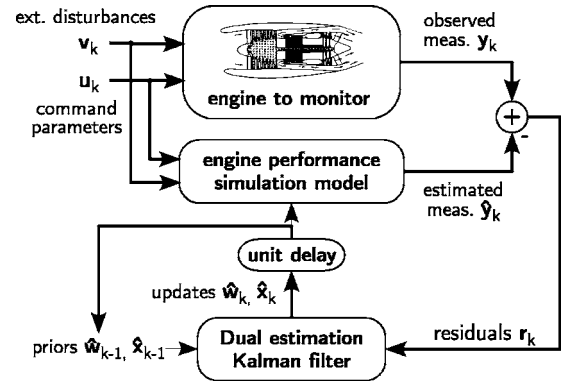 ext. disturbances
v_k
u_k
command
parameters
engine to monitor
observed
meas. y_k
+
-
engine performance
simulation model
estimated
meas. ŷ_k
unit delay
updates ŵ_k, x̂_k
priors ŵ_k-1, x̂_k-1
Dual estimation
Kalman filter
residuals r_k